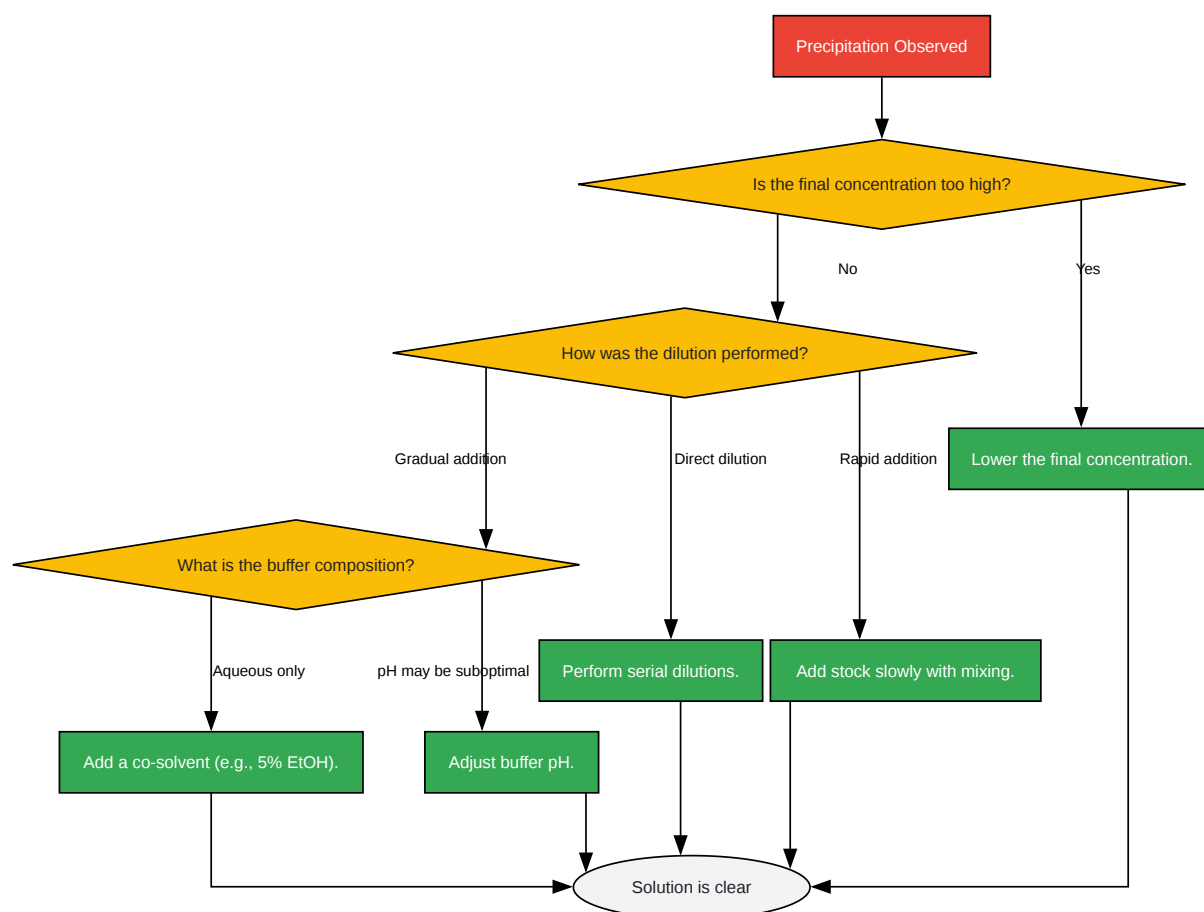 Precipitation Observed
Is the final concentration too high?
No
Yes
How was the dilution performed?
Gradual addition
Direct dilution
Rapid addition
Lower the final concentration.
What is the buffer composition?
Aqueous only
pH may be suboptimal
Perform serial dilutions.
Add stock slowly with mixing.
Add a co-solvent (e.g., 5% EtOH).
Adjust buffer pH.
Solution is clear